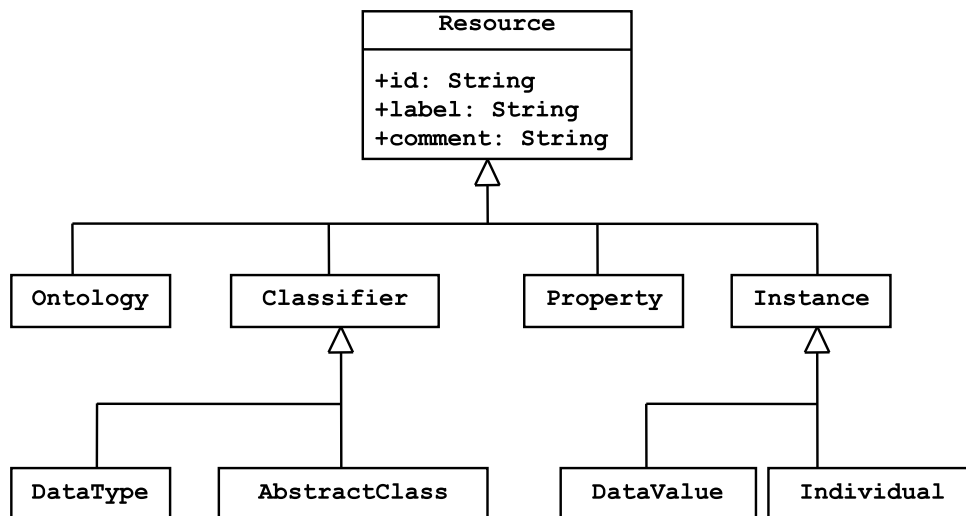 Resource
+id: String
+label: String
+comment: String
Ontology
Classifier
Property
Instance
DataType
AbstractClass
DataValue
Individual